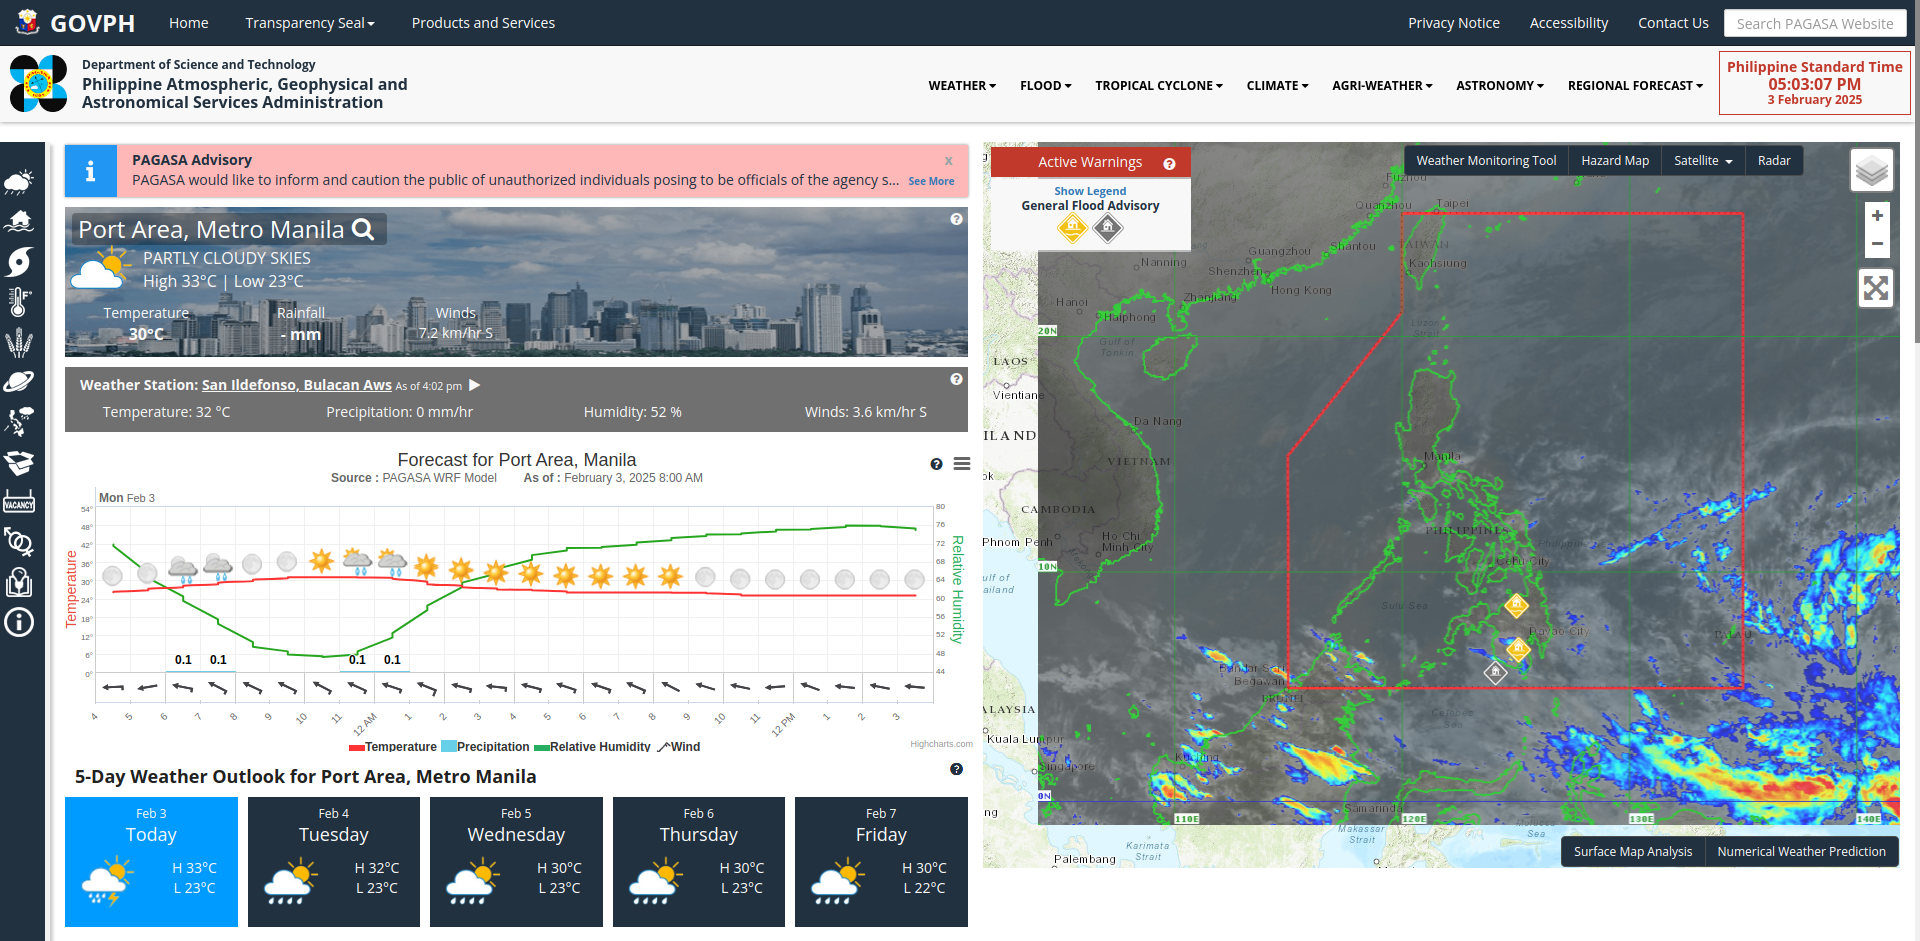 GOVPH Home Transparency Seal Products and Services Privacy Notice Accessibility Contact Us Search PAGASA Website
Department of Science and Technology
Philippine Atmospheric, Geophysical and
Astronomical Services Administration
WEATHER FLOOD TROPICAL CYCLONE CLIMATE AGRI-WEATHER ASTRONOMY REGIONAL FORECAST
Philippine Standard Time
05:03:07 PM
3 February 2025
VACANCY
PAGASA Advisory x
PAGASA would like to inform and caution the public of unauthorized individuals posing to be officials of the agency s... See More
Port Area, Metro Manila
PARTLY CLOUDY SKIES
High 33°C | Low 23°C
Temperature Rainfall Winds
30°C - mm 7.2 km/hr S
Weather Station: San Ildefonso, Bulacan Aws As of 4:02 pm
Temperature: 32 °C Precipitation: 0 mm/hr Humidity: 52 % Winds: 3.6 km/hr S
Forecast for Port Area, Manila
Source : PAGASA WRF Model As of : February 3, 2025 8:00 AM
Mon Feb 3
Temperature
54°
48°
42°
36°
30°
24°
18°
12°
6°
0°
0.1 0.1 0.1 0.1
80
76
72
68
64
60
56
52
48
44
Relative Humidity
4 5 6 7 8 9 10 11 12 AM 1 2 3 4 5 6 7 8 9 10 11 12 PM 1 2 3
Temperature Precipitation Relative Humidity Wind
Highcharts.com
5-Day Weather Outlook for Port Area, Metro Manila
Feb 3
Today
H 33°C
L 23°C
Feb 4
Tuesday
H 32°C
L 23°C
Feb 5
Wednesday
H 30°C
L 23°C
Feb 6
Thursday
H 30°C
L 23°C
Feb 7
Friday
H 30°C
L 22°C
Active Warnings
Show Legend
General Flood Advisory
Weather Monitoring Tool Hazard Map Satellite Radar
+
−
Fuzhou
Quanzhou
Taipei
TAIWAN
Guangzhou
Shantou
Kaohsiung
Nanning
Shenzhen
Hong Kong
Hanoi
Zhanjiang
Haiphong
Luzon
Strait
20N
Gulf of
Tonkin
LAOS
Vientiane
Da Nang
ILAND
VIETNAM
Manila
ok
CAMBODIA
PHILIPPINES
Phnom Penh
Ho Chi
Minh City
Cebu City
10N
ulf of
ailand
Sulu Sea
Davao City
PALAU
Bandar Seri
Begawan
BRUNEI
ALAYSIA
Celebes
Sea
Kuala Lumpur
Kuching
Singapore
0N
ng
Samarinda
110E 120E 130E 140E
Makassar
Strait
Molucca
Sea
Karimata
Strait
Palembang
Surface Map Analysis Numerical Weather Prediction